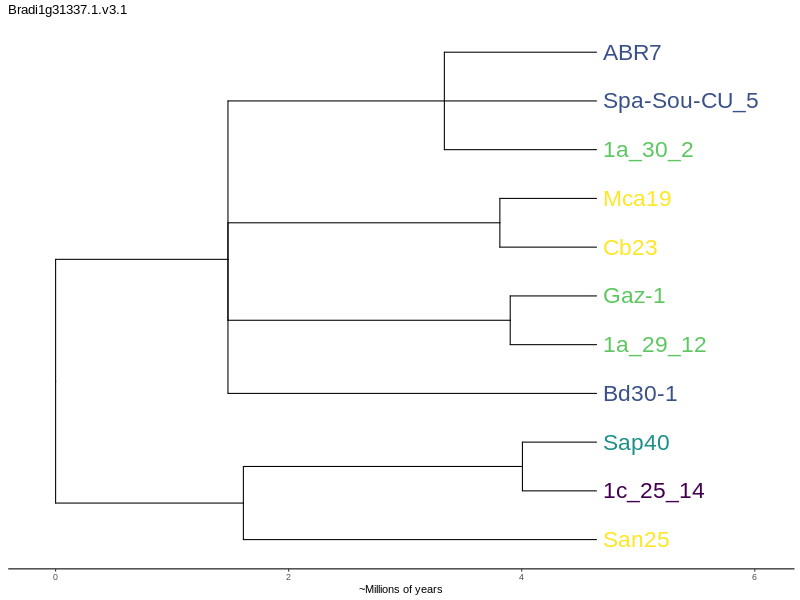 Bradi1g31337.1.v3.1
ABR7
Spa-Sou-CU_5
1a_30_2
Mca19
Cb23
Gaz-1
1a_29_12
Bd30-1
Sap40
1c_25_14
San25
0 2 4 6
~Millions of years